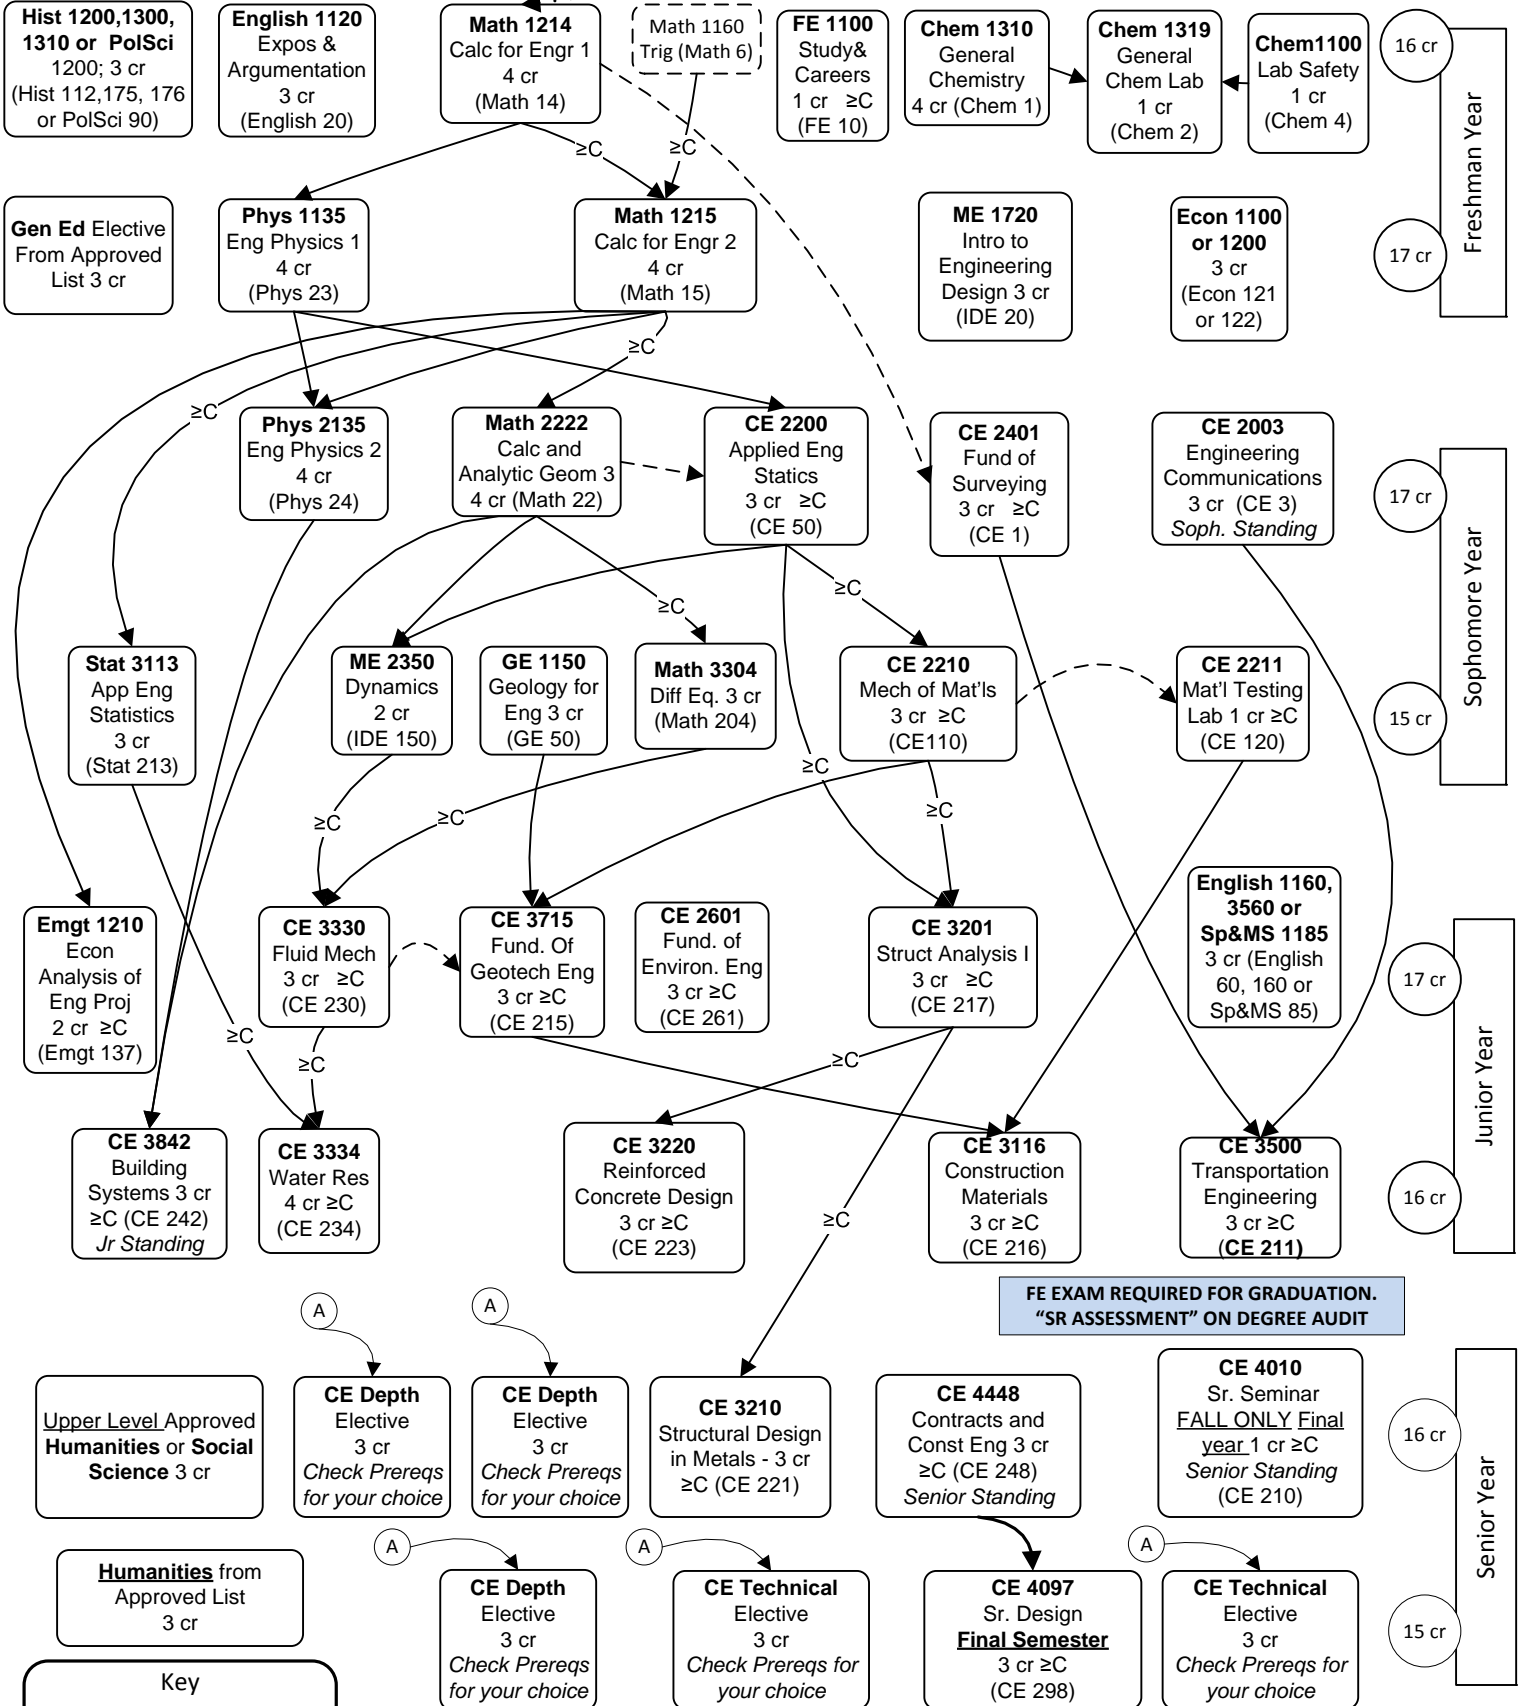 Hist 1200,1300,
1310 or PolSci
1200; 3 cr
(Hist 112,175, 176
or PolSci 90)
English 1120
Expos &
Argumentation
3 cr
(English 20)
Math 1214
Calc for Engr 1
4 cr
(Math 14)
Math 1160
Trig (Math 6)
FE 1100
Study&
Careers
1 cr ≥C
(FE 10)
Chem 1310
General
Chemistry
4 cr (Chem 1)
Chem 1319
General
Chem Lab
1 cr
(Chem 2)
Chem1100
Lab Safety
1 cr
(Chem 4)
16 cr
Freshman Year
≥C
≥C
Gen Ed Elective
From Approved
List 3 cr
Phys 1135
Eng Physics 1
4 cr
(Phys 23)
Math 1215
Calc for Engr 2
4 cr
(Math 15)
ME 1720
Intro to
Engineering
Design 3 cr
(IDE 20)
Econ 1100
or 1200
3 cr
(Econ 121
or 122)
17 cr
≥C
≥C
Phys 2135
Eng Physics 2
4 cr
(Phys 24)
Math 2222
Calc and
Analytic Geom 3
4 cr (Math 22)
CE 2200
Applied Eng
Statics
3 cr ≥C
(CE 50)
CE 2401
Fund of
Surveying
3 cr ≥C
(CE 1)
CE 2003
Engineering
Communications
3 cr (CE 3)
Soph. Standing
17 cr
Sophomore Year
≥C
≥C
Stat 3113
App Eng
Statistics
3 cr
(Stat 213)
ME 2350
Dynamics
2 cr
(IDE 150)
GE 1150
Geology for
Eng 3 cr
(GE 50)
Math 3304
Diff Eq. 3 cr
(Math 204)
CE 2210
Mech of Mat'ls
3 cr ≥C
(CE110)
CE 2211
Mat'l Testing
Lab 1 cr ≥C
(CE 120)
15 cr
≥C
≥C
≥C
≥C
Emgt 1210
Econ
Analysis of
Eng Proj
2 cr ≥C
(Emgt 137)
CE 3330
Fluid Mech
3 cr ≥C
(CE 230)
CE 3715
Fund. Of
Geotech Eng
3 cr ≥C
(CE 215)
CE 2601
Fund. of
Environ. Eng
3 cr ≥C
(CE 261)
CE 3201
Struct Analysis I
3 cr ≥C
(CE 217)
English 1160,
3560 or
Sp&MS 1185
3 cr (English
60, 160 or
Sp&MS 85)
17 cr
Junior Year
≥C
≥C
≥C
CE 3842
Building
Systems 3 cr
≥C (CE 242)
Jr Standing
CE 3334
Water Res
4 cr ≥C
(CE 234)
CE 3220
Reinforced
Concrete Design
3 cr ≥C
(CE 223)
≥C
CE 3116
Construction
Materials
3 cr ≥C
(CE 216)
CE 3500
Transportation
Engineering
3 cr ≥C
(CE 211)
16 cr
FE EXAM REQUIRED FOR GRADUATION.
“SR ASSESSMENT” ON DEGREE AUDIT
A
A
Upper Level Approved
Humanities or Social
Science 3 cr
CE Depth
Elective
3 cr
Check Prereqs
for your choice
CE Depth
Elective
3 cr
Check Prereqs
for your choice
CE 3210
Structural Design
in Metals - 3 cr
≥C (CE 221)
CE 4448
Contracts and
Const Eng 3 cr
≥C (CE 248)
Senior Standing
CE 4010
Sr. Seminar
FALL ONLY Final
year 1 cr ≥C
Senior Standing
(CE 210)
16 cr
Senior Year
A
A
A
Humanities from
Approved List
3 cr
CE Depth
Elective
3 cr
Check Prereqs
for your choice
CE Technical
Elective
3 cr
Check Prereqs for
your choice
CE 4097
Sr. Design
Final Semester
3 cr ≥C
(CE 298)
CE Technical
Elective
3 cr
Check Prereqs for
your choice
15 cr
Key